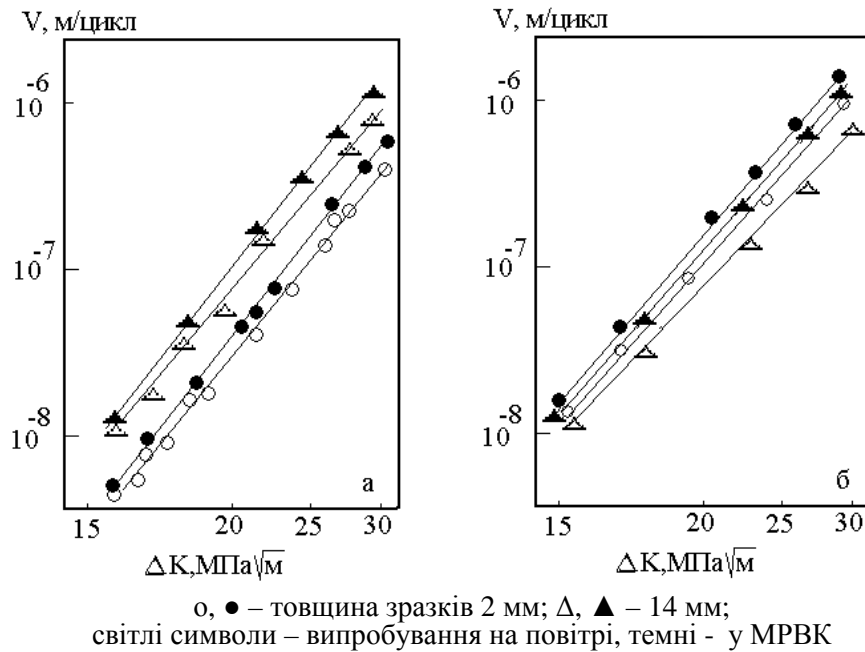 V, м/цикл
10⁻⁶
10⁻⁷
10⁻⁸
15 20 25 30
ΔK,МПа√м
а
V, м/цикл
10⁻⁶
10⁻⁷
10⁻⁸
15 20 25 30
ΔK,МПа√м
б
о, ● – товщина зразків 2 мм; Δ, ▲ – 14 мм;
світлі символи – випробування на повітрі, темні - у МРВК